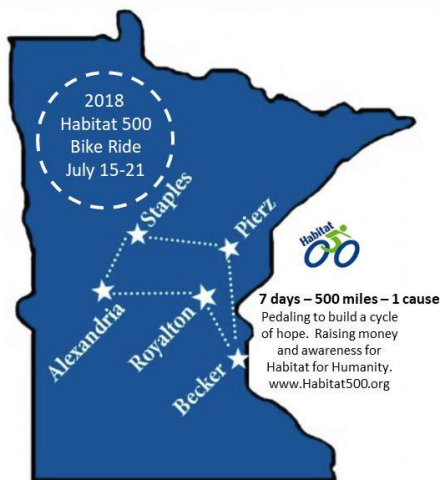 2018
Habitat 500
Bike Ride
July 15-21
Staples
Pierz
Habitat
Alexandria
Royalton
Becker
7 days – 500 miles – 1 cause
Pedaling to build a cycle
of hope. Raising money
and awareness for
Habitat for Humanity.
www.Habitat500.org